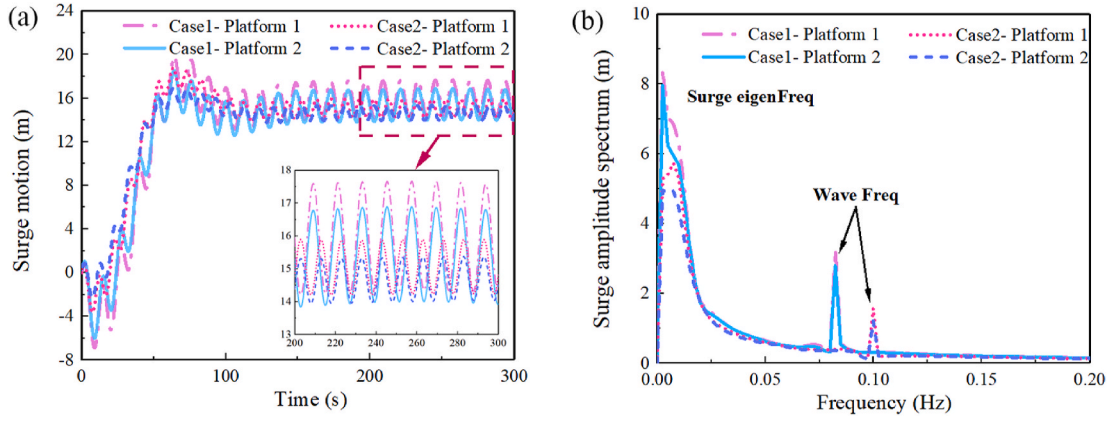 (a)
Case1- Platform 1
Case2- Platform 1
Case1- Platform 2
Case2- Platform 2
Surge motion (m)
24
20
16
12
8
4
0
-4
-8
18
17
16
15
14
13
200
220
240
260
280
300
0
50
100
150
200
250
300
Time (s)
(b)
Case1- Platform 1
Case2- Platform 1
Case1- Platform 2
Case2- Platform 2
Surge eigenFreq
Wave Freq
Surge amplitude spectrum (m)
10
8
6
4
2
0
0.00
0.05
0.10
0.15
0.20
Frequency (Hz)